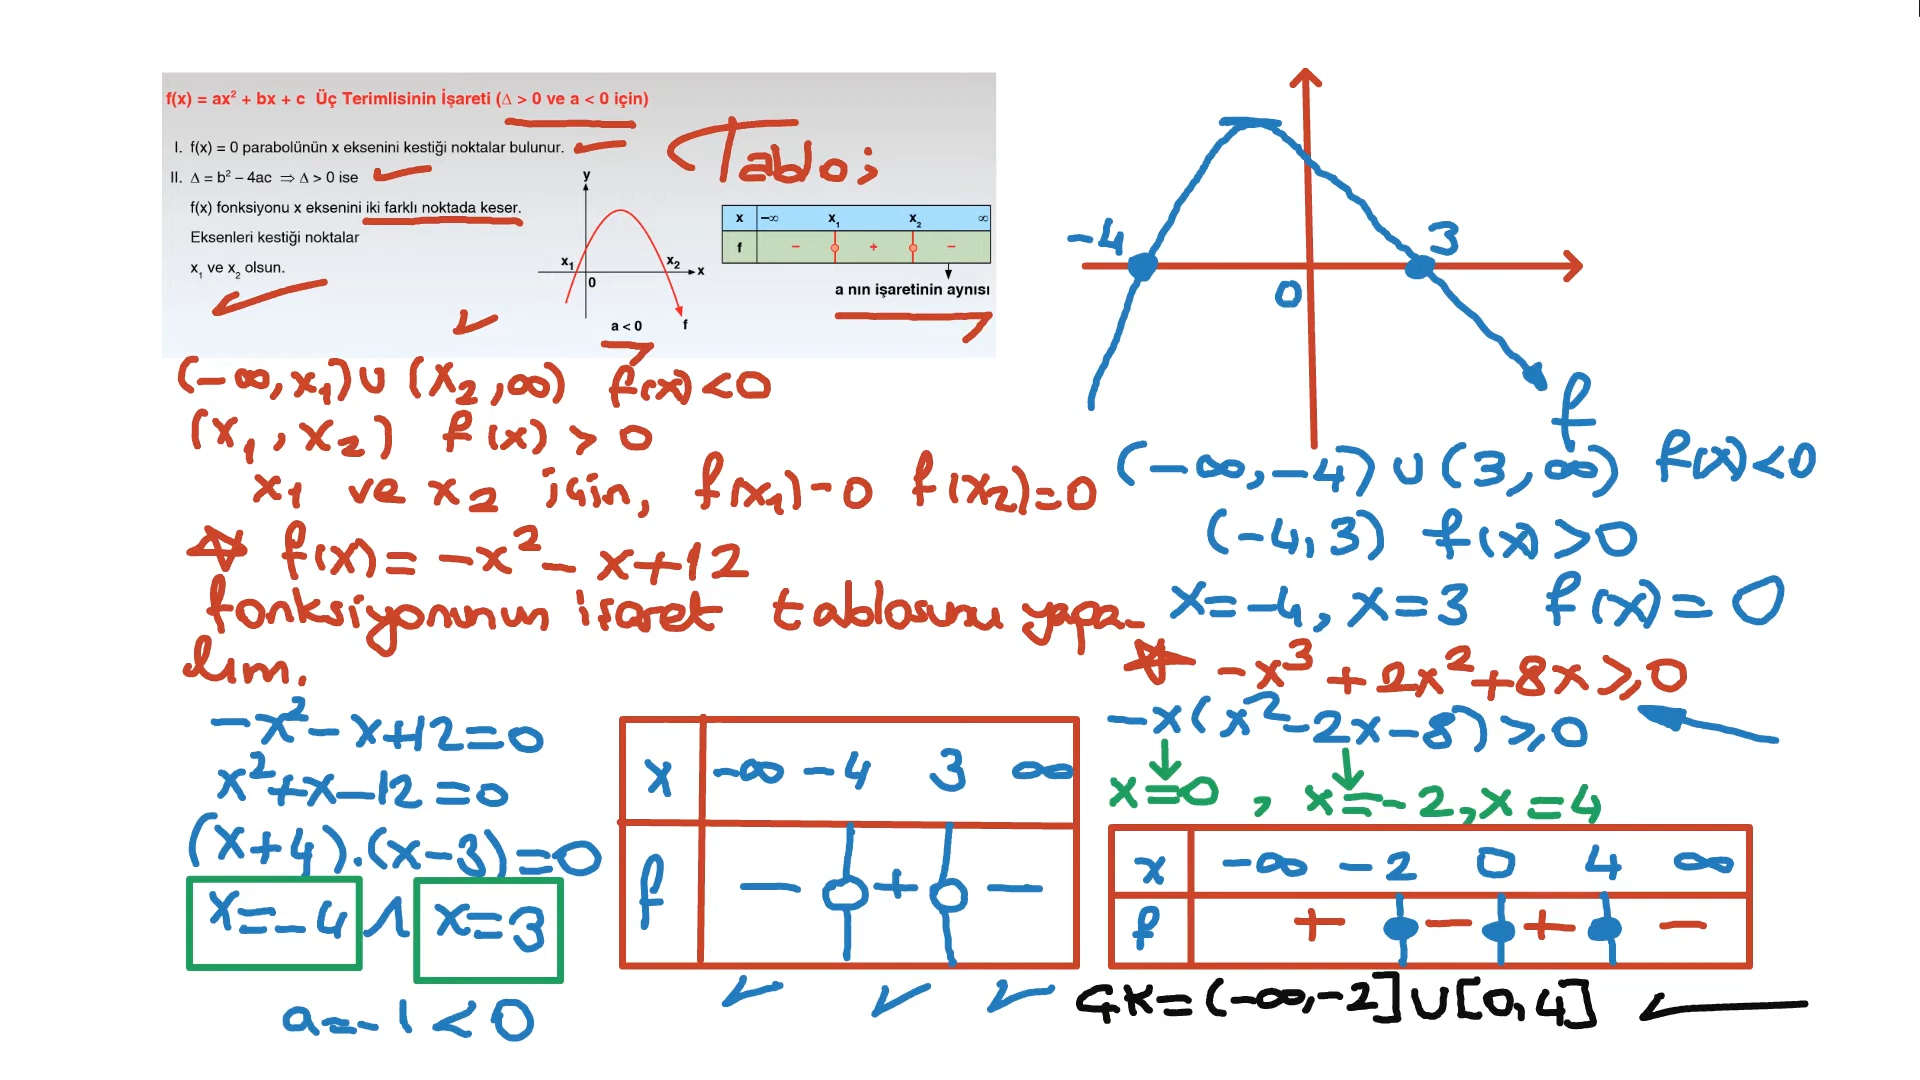 f(x) = ax² + bx + c Üç Terimlisinin İşareti (Δ > 0 ve a < 0 için)
I. f(x) = 0 parabolünün x eksenini kestiği noktalar bulunur.
II. Δ = b² – 4ac ⇒ Δ > 0 ise
f(x) fonksiyonu x eksenini iki farklı noktada keser.
Eksenleri kestiği noktalar
x₁ ve x₂ olsun.
y
x₁
x₂
x
0
a < 0
f
Tablo;
x –∞ x₁ x₂ ∞
f – + –
a nın işaretinin aynısı
(-∞, x₁) ∪ (x₂, ∞) f(x) < 0
(x₁, x₂) f(x) > 0
x₁ ve x₂ için, f(x₁) - 0 f(x₂) = 0
☆ f(x) = -x² - x + 12
fonksiyonunun işaret tablosunu yapa-
lım.
-x² - x + 12 = 0
x² + x - 12 = 0
(x + 4).(x - 3) = 0
x = -4 ∧ x = 3
a = -1 < 0
x -∞ -4 3 ∞
f - + -
-4
3
0
f
(-∞, -4) ∪ (3, ∞) f(x) < 0
(-4, 3) f(x) > 0
x = -4, x = 3 f(x) = 0
☆ -x³ + 2x² + 8x ≥ 0
-x(x² - 2x - 8) ≥ 0
x = 0, x = -2, x = 4
x -∞ -2 0 4 ∞
f + - + -
ÇK = (-∞, -2] ∪ [0, 4]